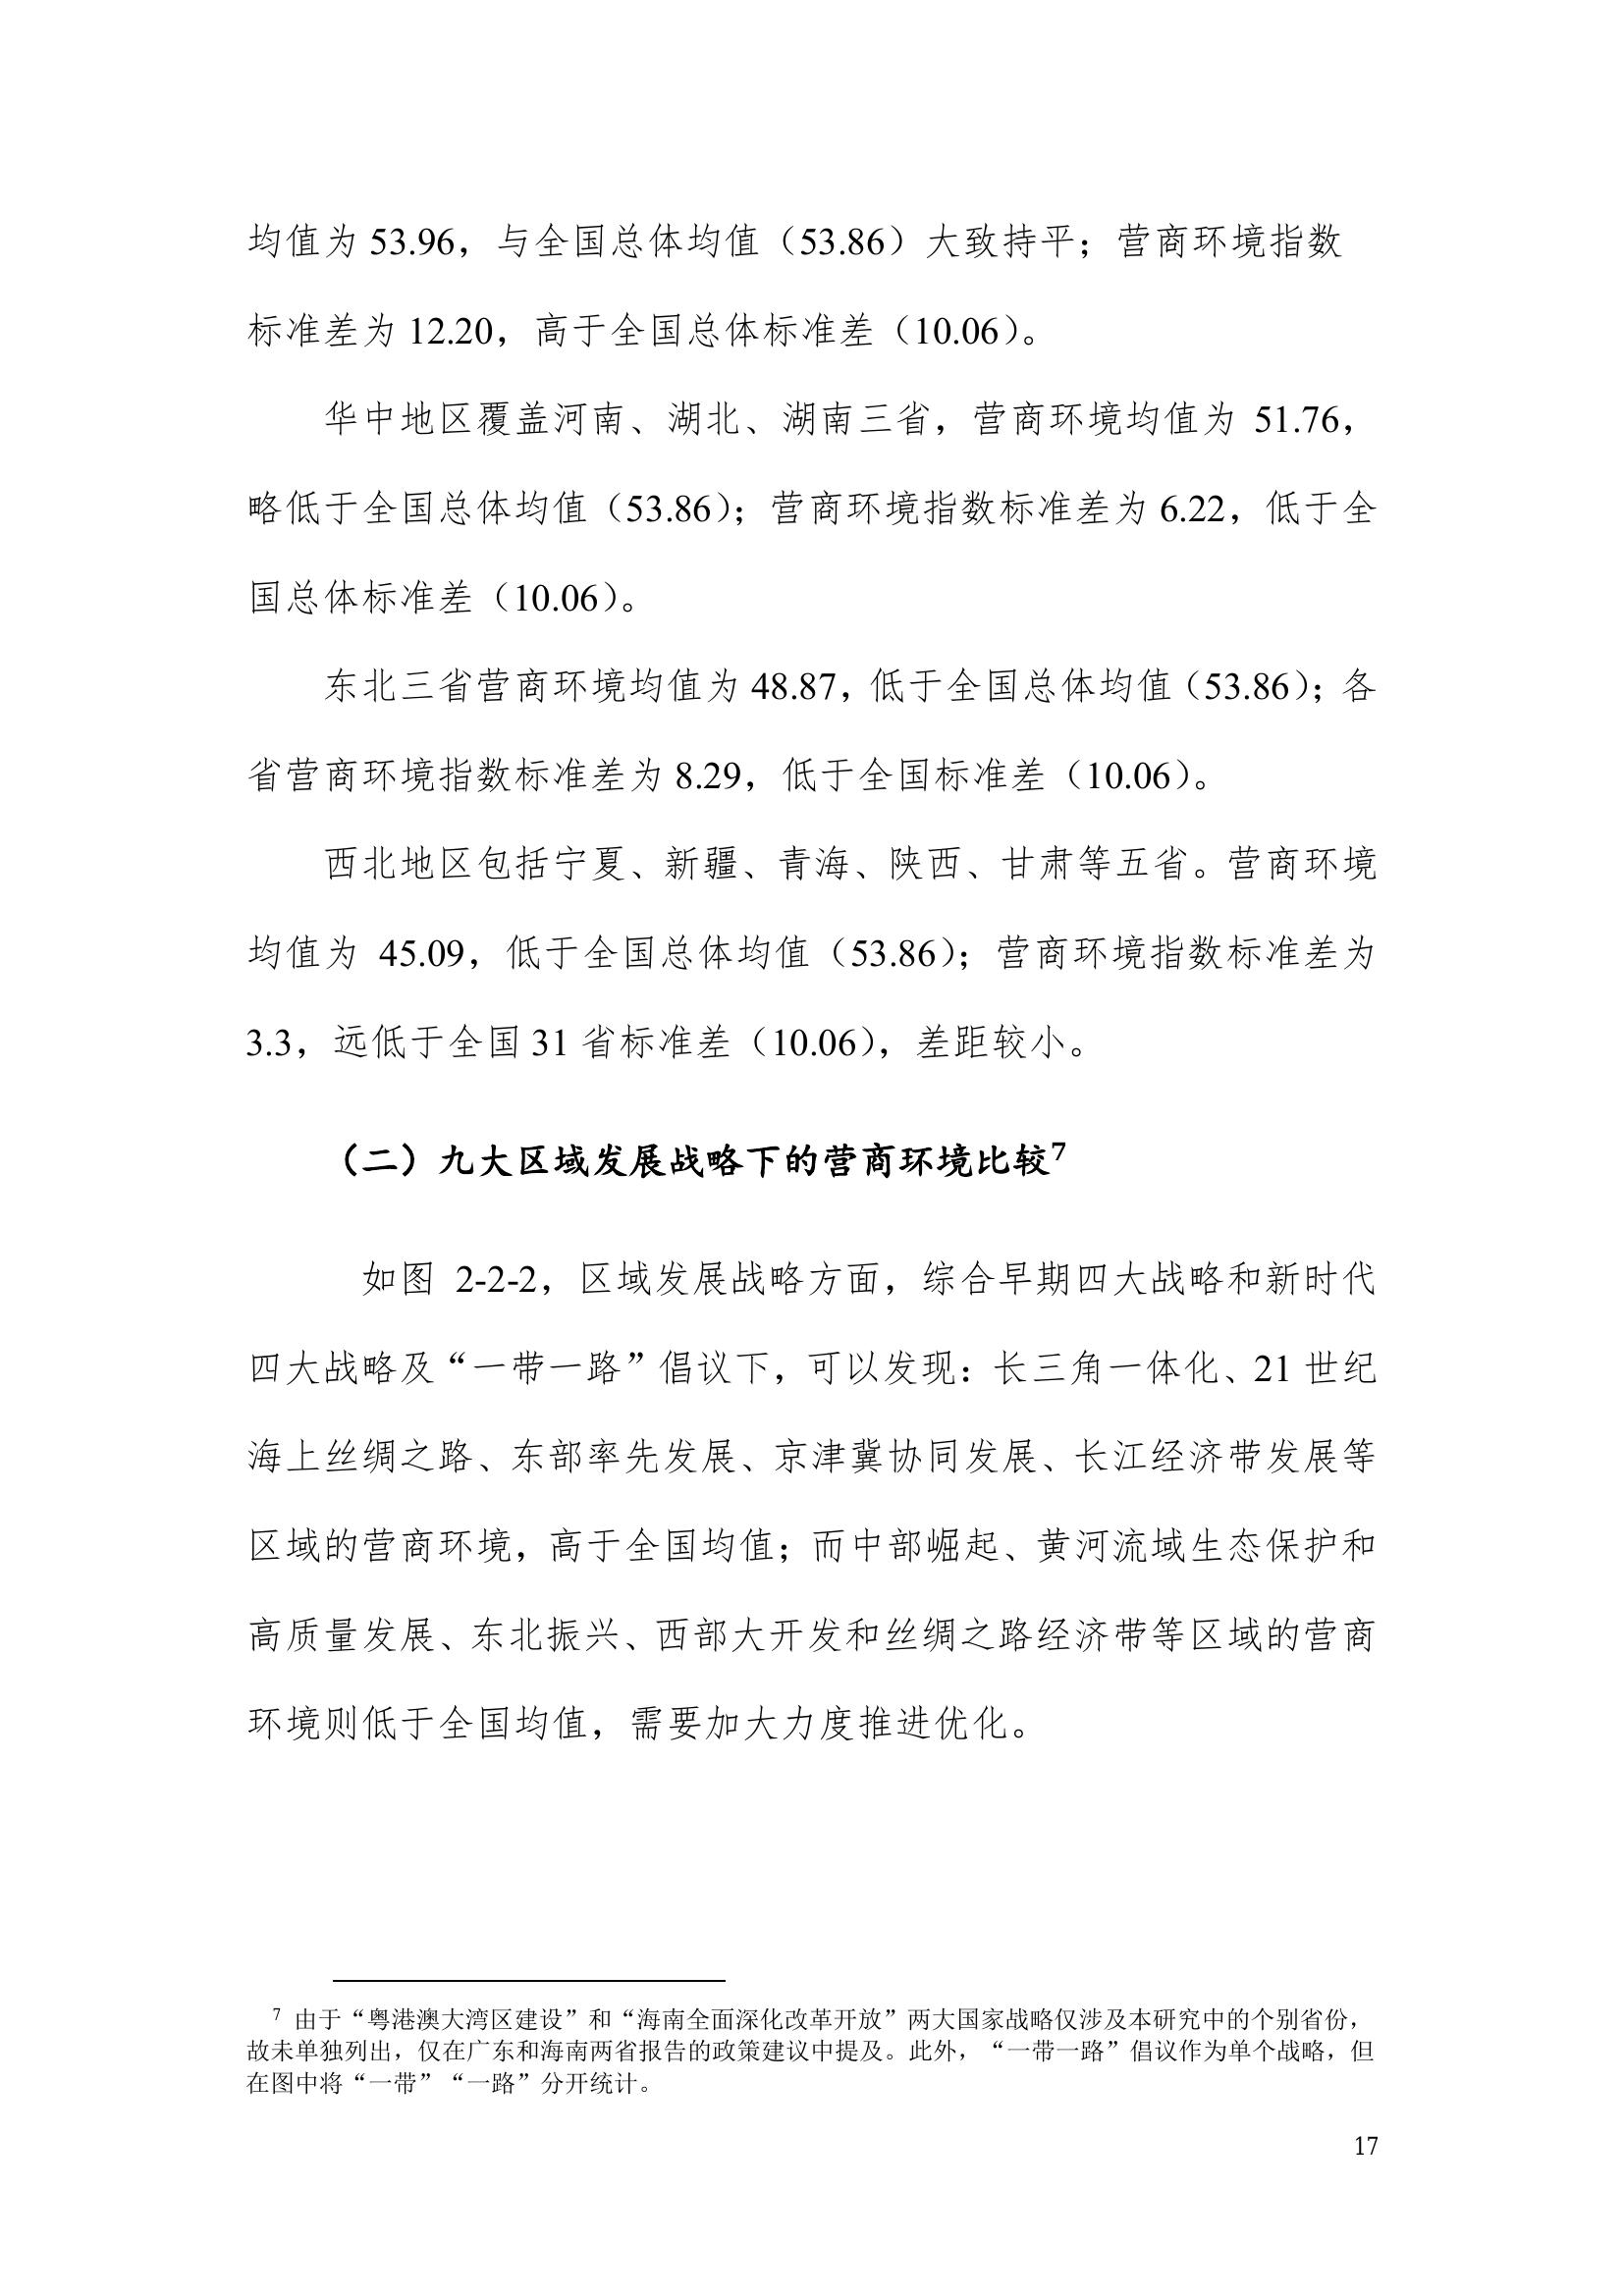 均值为 53.96，与全国总体均值（53.86）大致持平；营商环境指数
标准差为 12.20，高于全国总体标准差（10.06）。
华中地区覆盖河南、湖北、湖南三省，营商环境均值为 51.76，
略低于全国总体均值（53.86）；营商环境指数标准差为 6.22，低于全
国总体标准差（10.06）。
东北三省营商环境均值为 48.87，低于全国总体均值（53.86）；各
省营商环境指数标准差为 8.29，低于全国标准差（10.06）。
西北地区包括宁夏、新疆、青海、陕西、甘肃等五省。营商环境
均值为 45.09，低于全国总体均值（53.86）；营商环境指数标准差为
3.3，远低于全国 31 省标准差（10.06），差距较小。
（二）九大区域发展战略下的营商环境比较7
如图 2-2-2，区域发展战略方面，综合早期四大战略和新时代
四大战略及“一带一路”倡议下，可以发现：长三角一体化、21 世纪
海上丝绸之路、东部率先发展、京津冀协同发展、长江经济带发展等
区域的营商环境，高于全国均值；而中部崛起、黄河流域生态保护和
高质量发展、东北振兴、西部大开发和丝绸之路经济带等区域的营商
环境则低于全国均值，需要加大力度推进优化。
7 由于“粤港澳大湾区建设”和“海南全面深化改革开放”两大国家战略仅涉及本研究中的个别省份，
故未单独列出，仅在广东和海南两省报告的政策建议中提及。此外，“一带一路”倡议作为单个战略，但
在图中将“一带”“一路”分开统计。
17